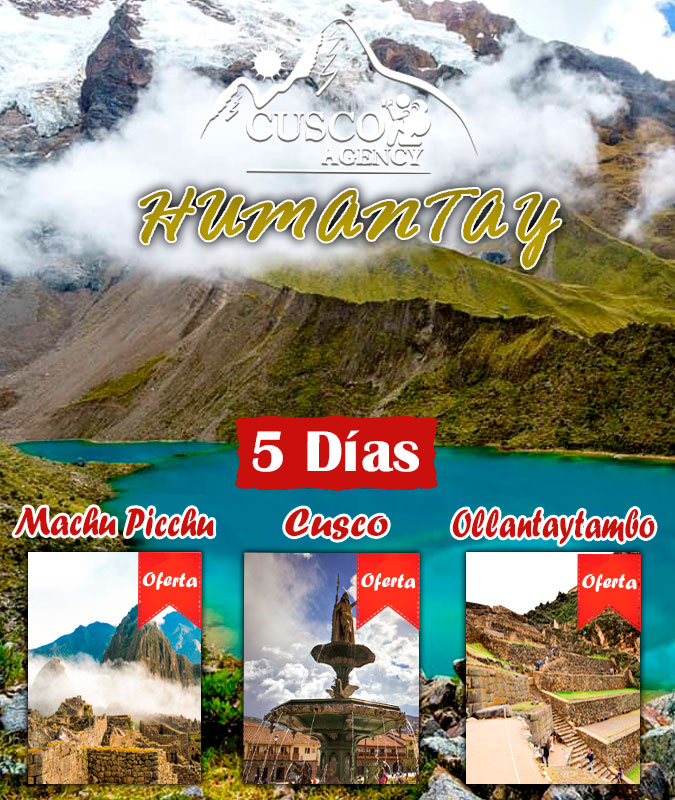 CUSCO
AGENCY
HUMANTAY
5 Días
Machu Picchu
Cusco
Ollantaytambo
Oferta
Oferta
Oferta